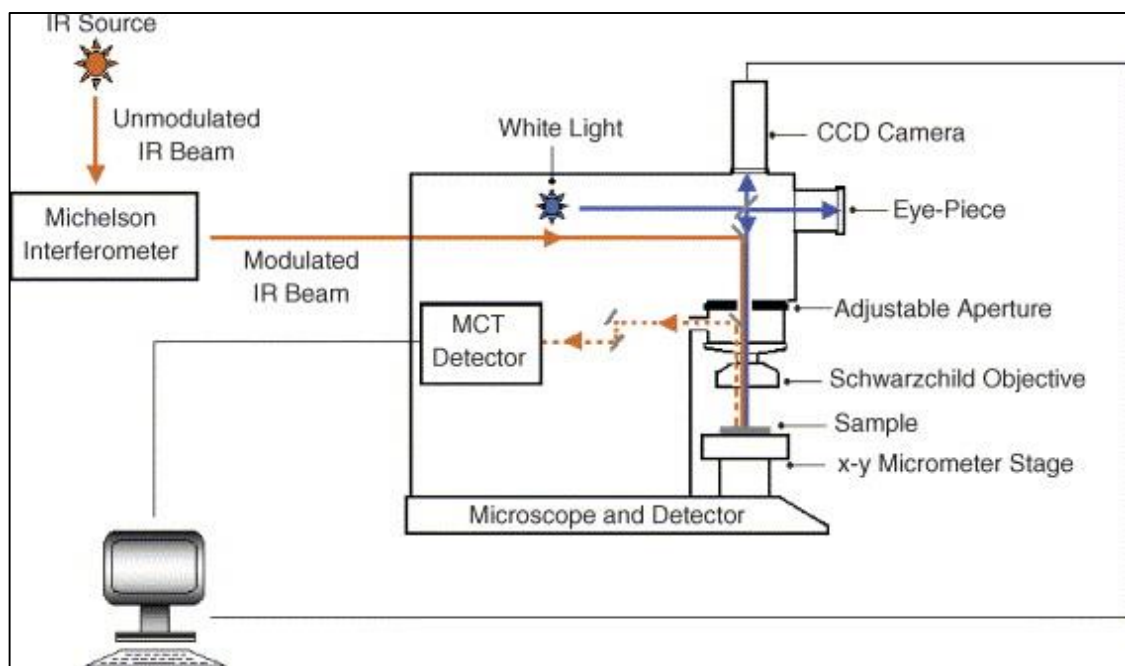 IR Source
Unmodulated
IR Beam
White Light
CCD Camera
Michelson
Interferometer
Eye-Piece
Modulated
IR Beam
MCT
Detector
Adjustable Aperture
Schwarzchild Objective
Sample
x-y Micrometer Stage
Microscope and Detector